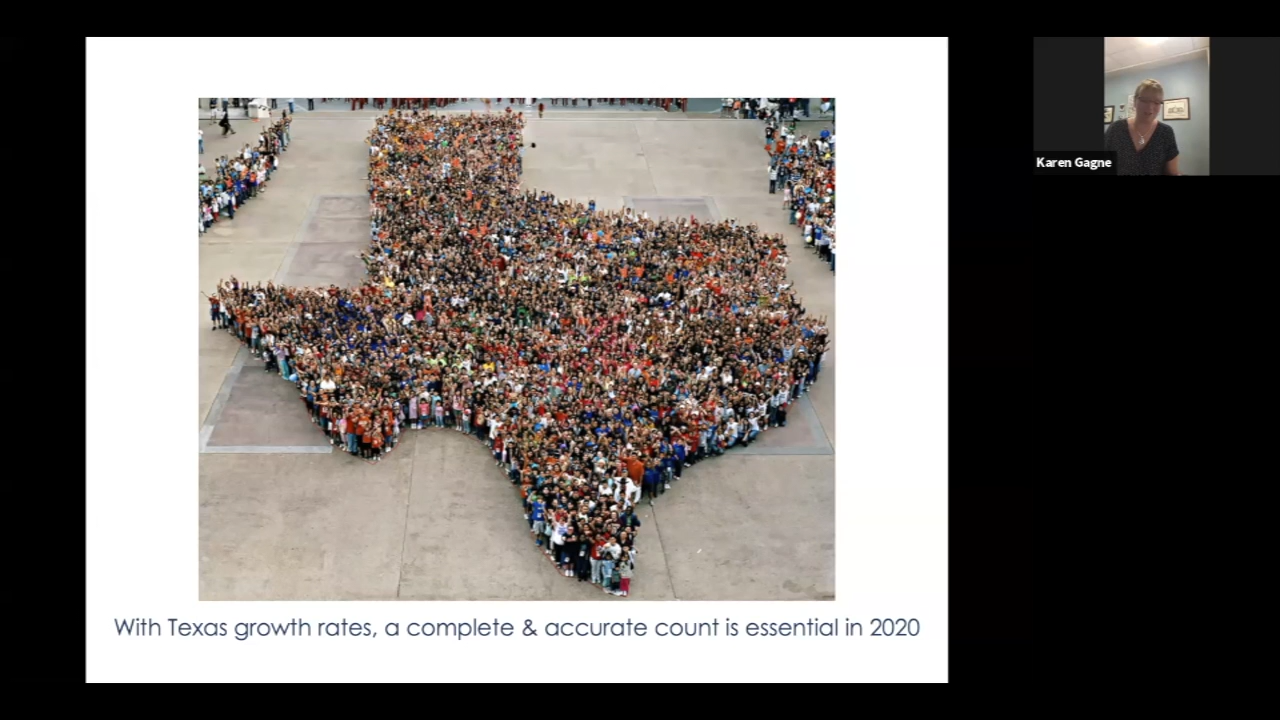 Karen Gagne
With Texas growth rates, a complete & accurate count is essential in 2020